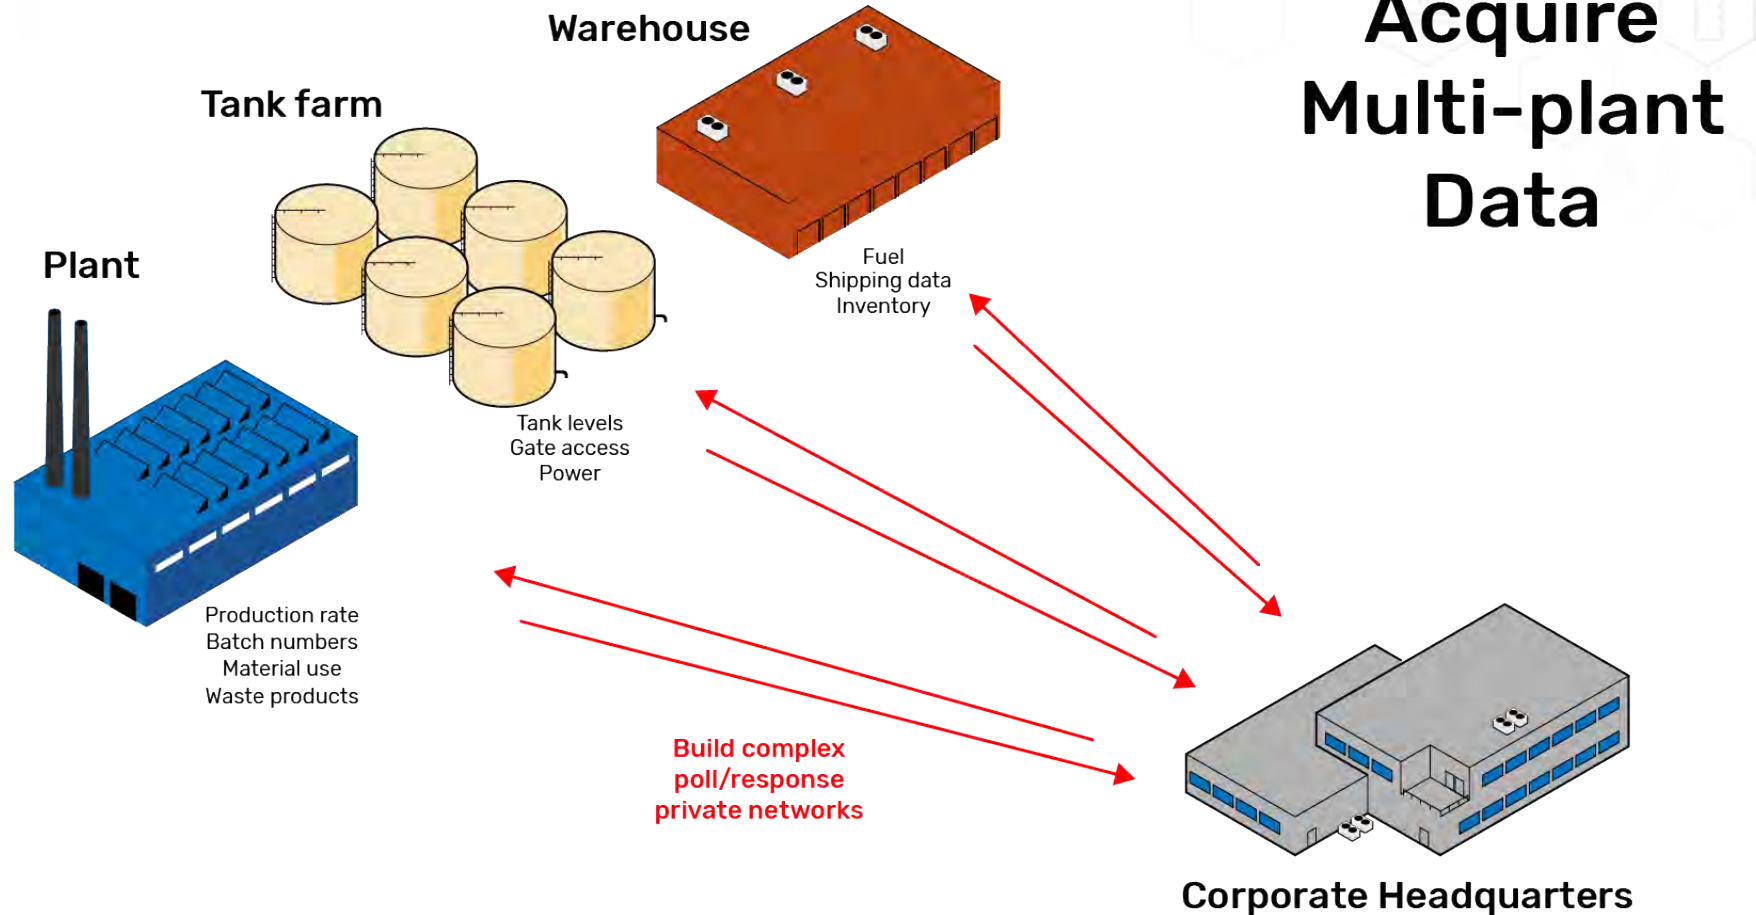 Acquire
Multi-plant
Data
Warehouse
Fuel
Shipping data
Inventory
Tank farm
Tank levels
Gate access
Power
Plant
Production rate
Batch numbers
Material use
Waste products
Build complex
poll/response
private networks
Corporate Headquarters